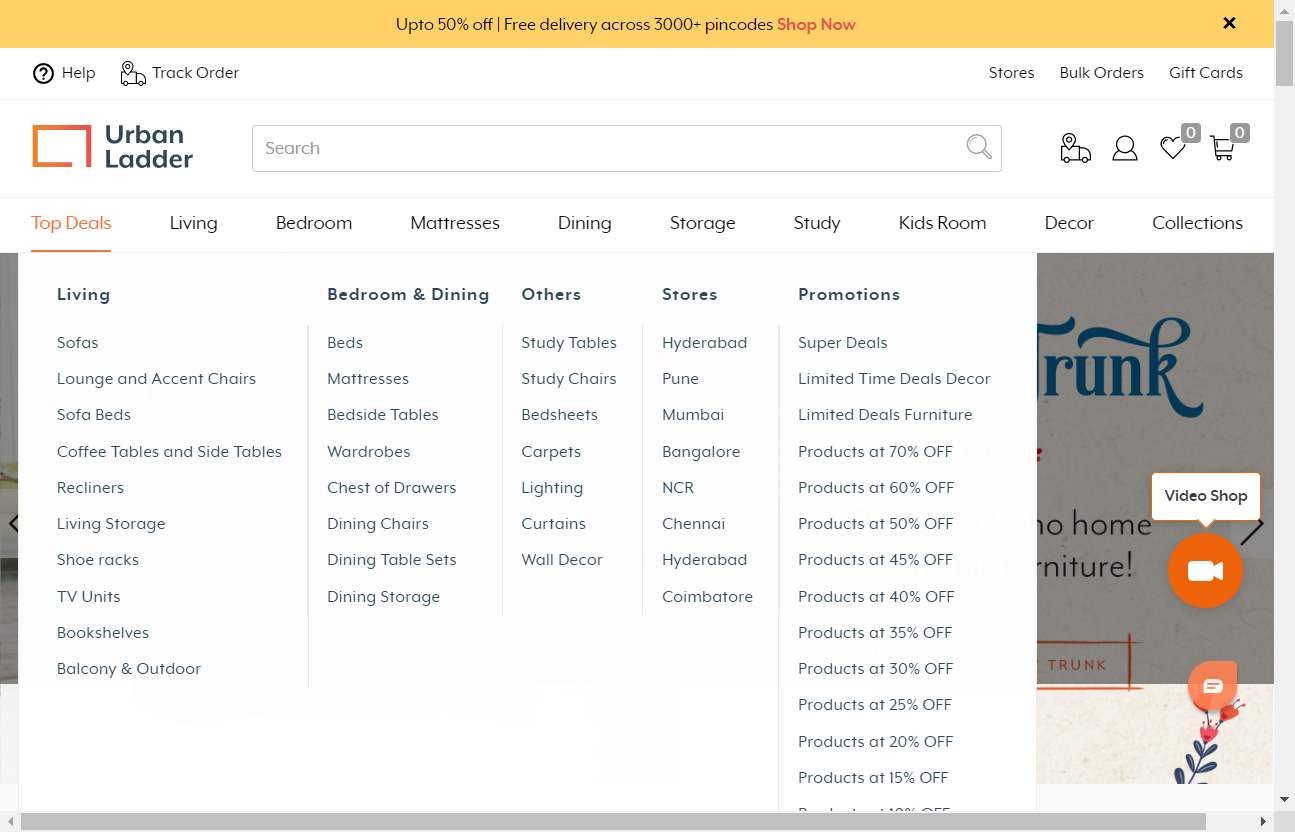 Upto 50% off | Free delivery across 3000+ pincodes Shop Now
Help
Track Order
Stores
Bulk Orders
Gift Cards
Urban
Ladder
Search
0
0
Top Deals
Living
Bedroom
Mattresses
Dining
Storage
Study
Kids Room
Decor
Collections
Living
Sofas
Lounge and Accent Chairs
Sofa Beds
Coffee Tables and Side Tables
Recliners
Living Storage
Shoe racks
TV Units
Bookshelves
Balcony & Outdoor
Bedroom & Dining
Beds
Mattresses
Bedside Tables
Wardrobes
Chest of Drawers
Dining Chairs
Dining Table Sets
Dining Storage
Others
Study Tables
Study Chairs
Bedsheets
Carpets
Lighting
Curtains
Wall Decor
Stores
Hyderabad
Pune
Mumbai
Bangalore
NCR
Chennai
Hyderabad
Coimbatore
Promotions
Super Deals
Limited Time Deals Decor
Limited Deals Furniture
Products at 70% OFF
Products at 60% OFF
Products at 50% OFF
Products at 45% OFF
Products at 40% OFF
Products at 35% OFF
Products at 30% OFF
Products at 25% OFF
Products at 20% OFF
Products at 15% OFF
Products at 10% OFF
Trunk
boho home
furniture!
TRUNK
Video Shop